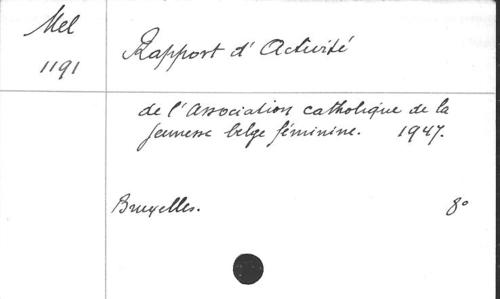 Mel
1191
Rapport d'Activité
de l'Association catholique de la
jeunesse belge féminine. 1947.
Bruxelles. 8°